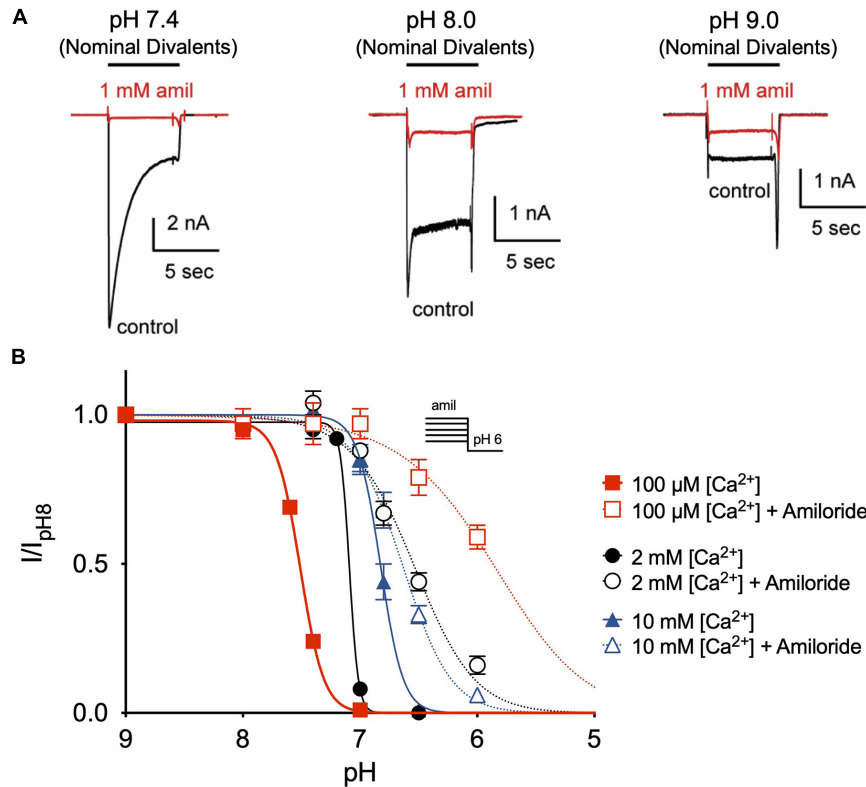 A
pH 7.4
(Nominal Divalents)
1 mM amil
2 nA
5 sec
control
pH 8.0
(Nominal Divalents)
1 mM amil
1 nA
5 sec
control
pH 9.0
(Nominal Divalents)
1 mM amil
control
1 nA
5 sec
B
1.0
0.5
0.0
I/I_pH8
9 8 7 6 5
pH
amil
pH 6
100 µM [Ca²⁺]
100 µM [Ca²⁺] + Amiloride
2 mM [Ca²⁺]
2 mM [Ca²⁺] + Amiloride
10 mM [Ca²⁺]
10 mM [Ca²⁺] + Amiloride